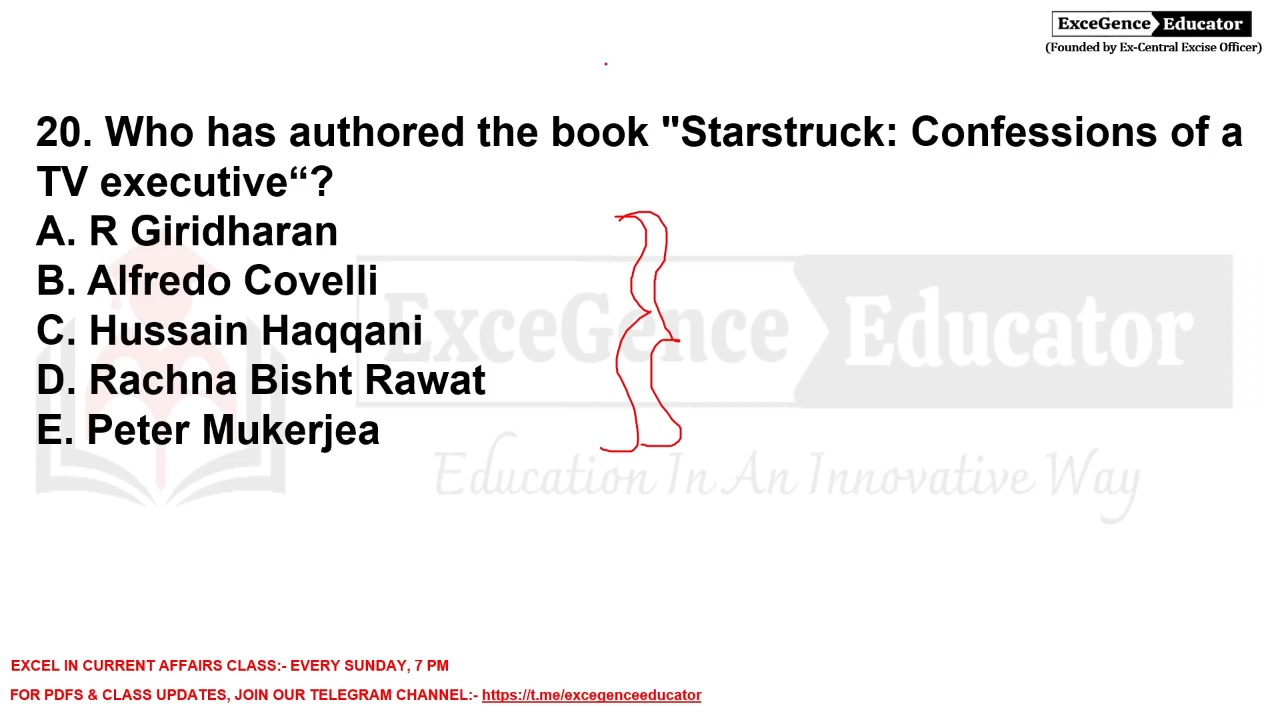 ExceGence Educator
(Founded by Ex-Central Excise Officer)
20. Who has authored the book "Starstruck: Confessions of a
TV executive“?
A. R Giridharan
B. Alfredo Covelli
C. Hussain Haqqani
D. Rachna Bisht Rawat
E. Peter Mukerjea
ExceGence Educator
Education In An Innovative Way
EXCEL IN CURRENT AFFAIRS CLASS:- EVERY SUNDAY, 7 PM
FOR PDFS & CLASS UPDATES, JOIN OUR TELEGRAM CHANNEL:- https://t.me/excegenceeducator